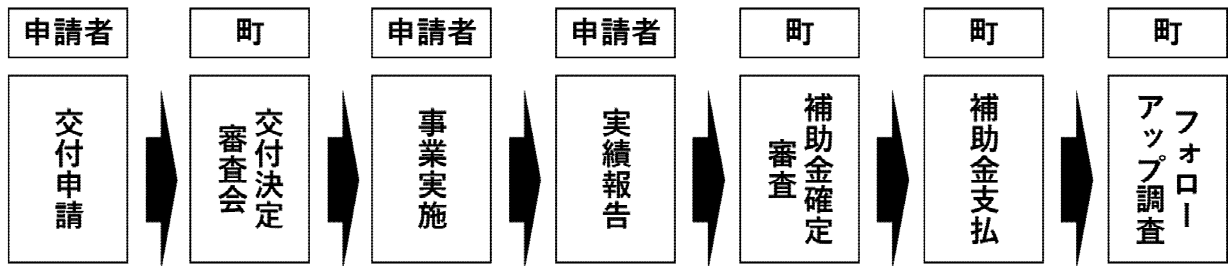 申請者
町
申請者
申請者
町
町
町
交付申請
交付決定
審査会
事業実施
実績報告
補助金確定
審査
補助金支払
フォロー
アップ調査